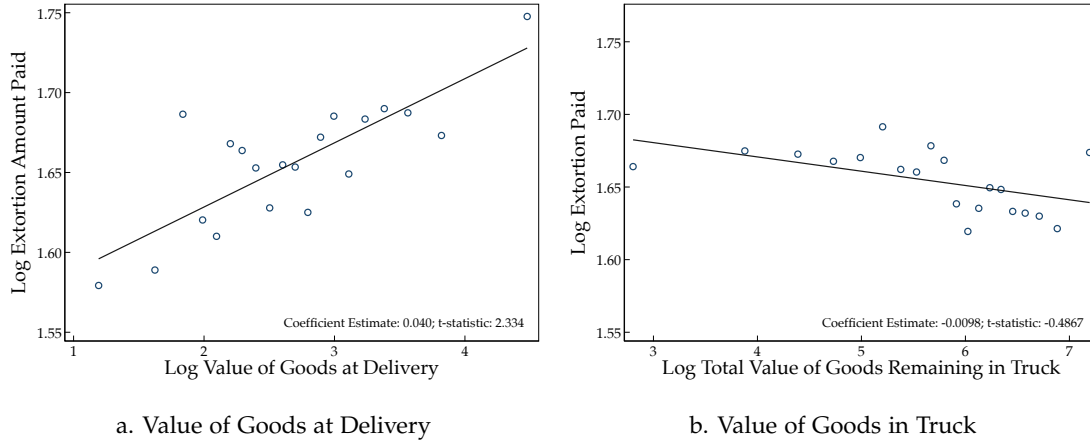 Log Extortion Amount Paid
1.75
1.70
1.65
1.60
1.55
Coefficient Estimate: 0.040; t-statistic: 2.334
1 2 3 4
Log Value of Goods at Delivery
a. Value of Goods at Delivery
Log Extortion Paid
1.75
1.70
1.65
1.60
1.55
Coefficient Estimate: -0.0098; t-statistic: -0.4867
3 4 5 6 7
Log Total Value of Goods Remaining in Truck
b. Value of Goods in Truck